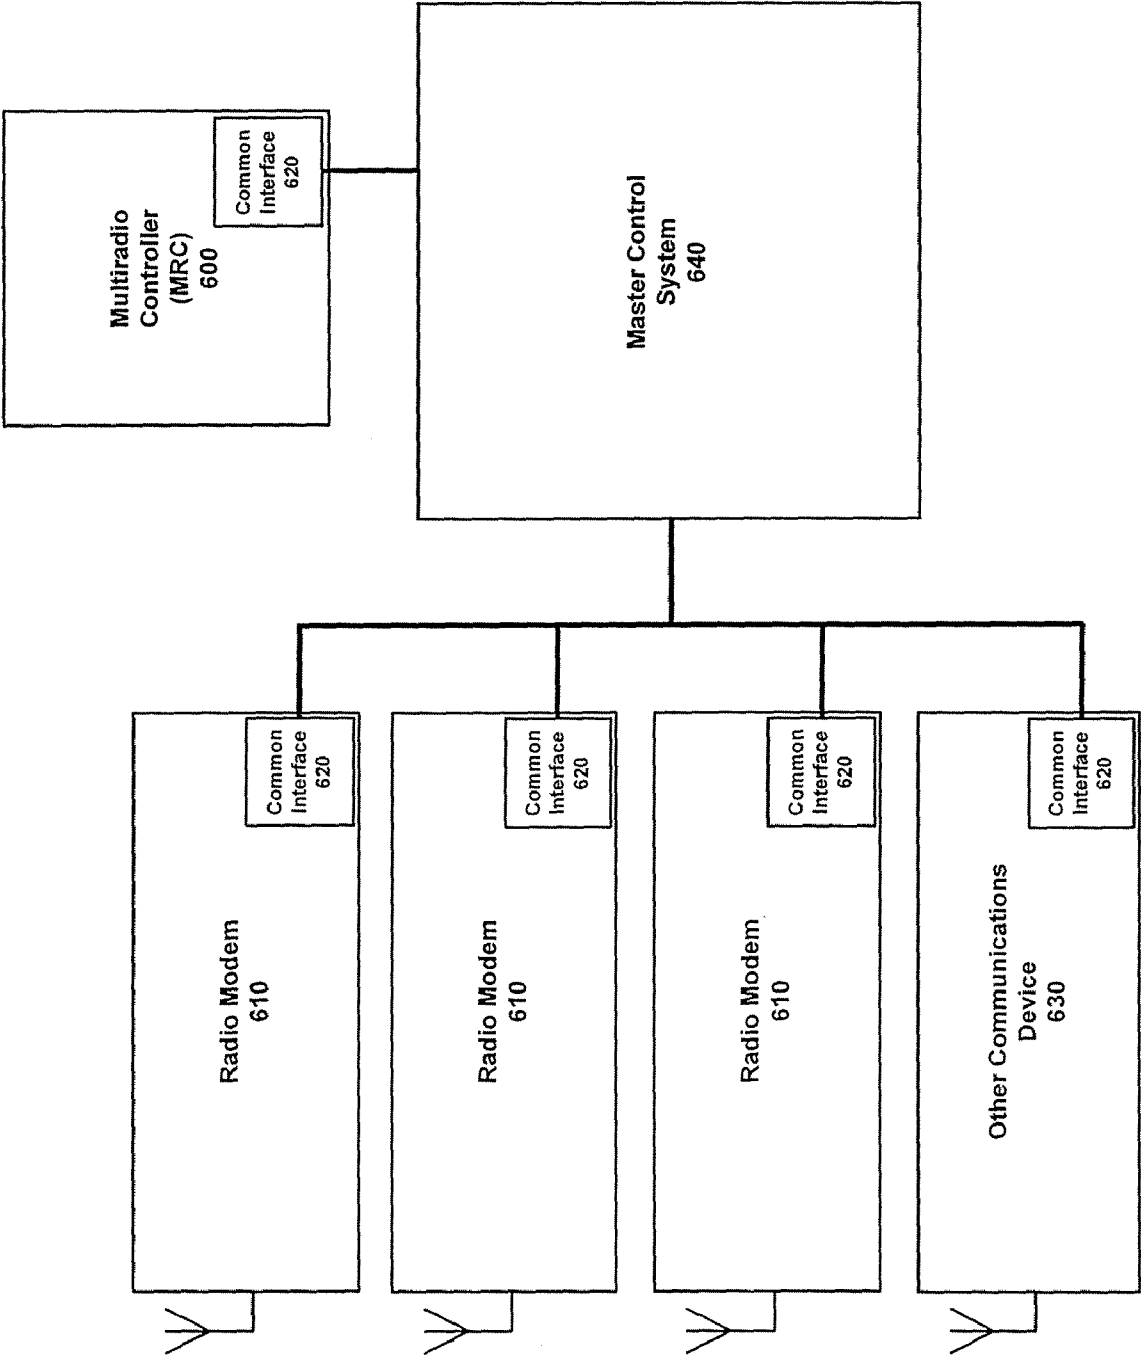 Multiradio
Controller
(MRC)
600
Common
Interface
620
Master Control
System
640
Radio Modem
610
Common
Interface
620
Radio Modem
610
Common
Interface
620
Radio Modem
610
Common
Interface
620
Other Communications
Device
630
Common
Interface
620